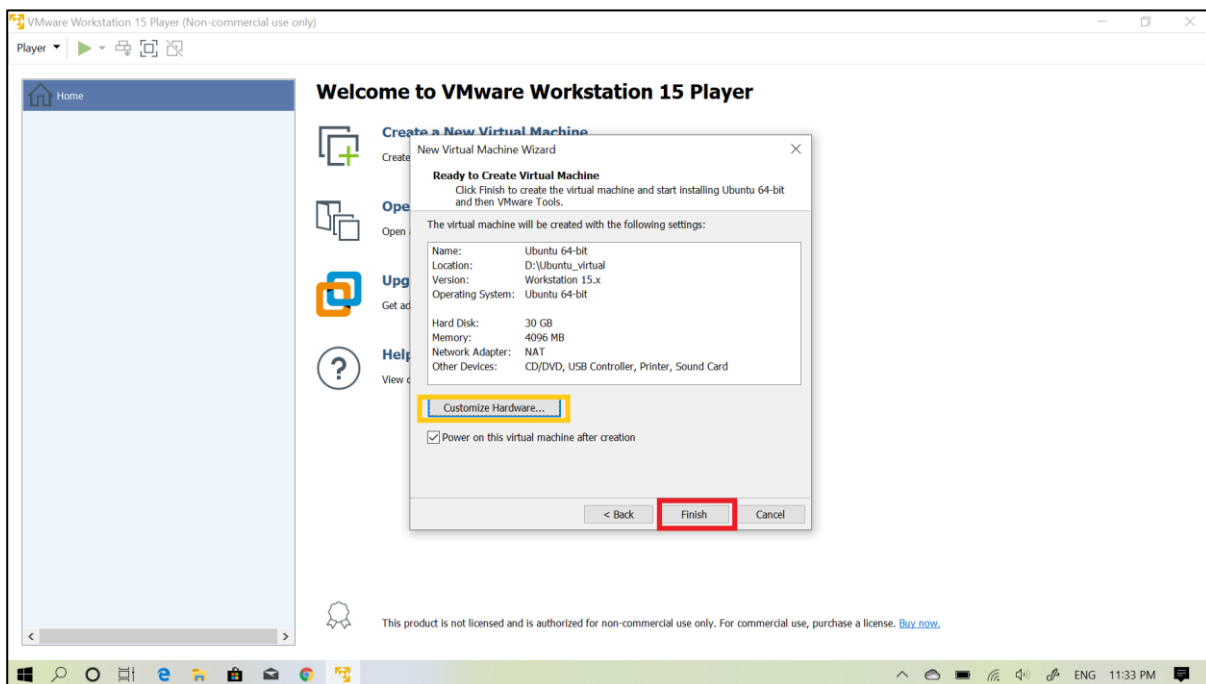 VMware Workstation 15 Player (Non-commercial use only)
Player
Home
Welcome to VMware Workstation 15 Player
Create a New Virtual Machine
Create
Ope
Open
Upg
Get ad
Help
View
New Virtual Machine Wizard
Ready to Create Virtual Machine
Click Finish to create the virtual machine and start installing Ubuntu 64-bit
and then VMware Tools.
The virtual machine will be created with the following settings:
Name: Ubuntu 64-bit
Location: D:\Ubuntu_virtual
Version: Workstation 15.x
Operating System: Ubuntu 64-bit
Hard Disk: 30 GB
Memory: 4096 MB
Network Adapter: NAT
Other Devices: CD/DVD, USB Controller, Printer, Sound Card
Customize Hardware...
Power on this virtual machine after creation
< Back Finish Cancel
This product is not licensed and is authorized for non-commercial use only. For commercial use, purchase a license. Buy now.
ENG 11:33 PM